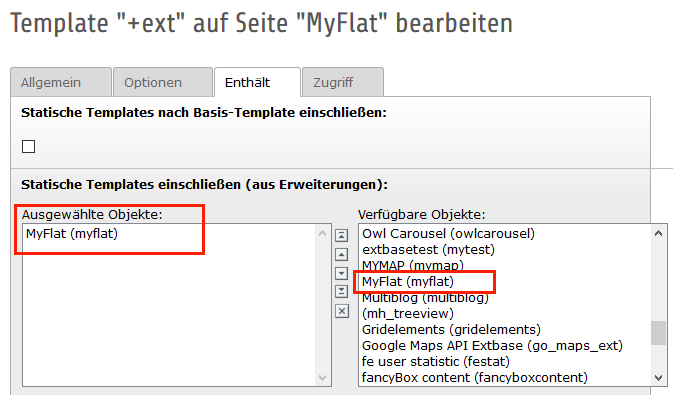 Template "+ext" auf Seite "MyFlat" bearbeiten
Allgemein
Optionen
Enthält
Zugriff
Statische Templates nach Basis-Template einschließen:
Statische Templates einschließen (aus Erweiterungen):
Ausgewählte Objekte:
MyFlat (myflat)
Verfügbare Objekte:
Owl Carousel (owlcarousel)
extbasetest (mytest)
MYMAP (mymap)
MyFlat (myflat)
Multiblog (multiblog)
(mh_treeview)
Gridelements (gridelements)
Google Maps API Extbase (go_maps_ext)
fe user statistic (festat)
fancyBox content (fancyboxcontent)